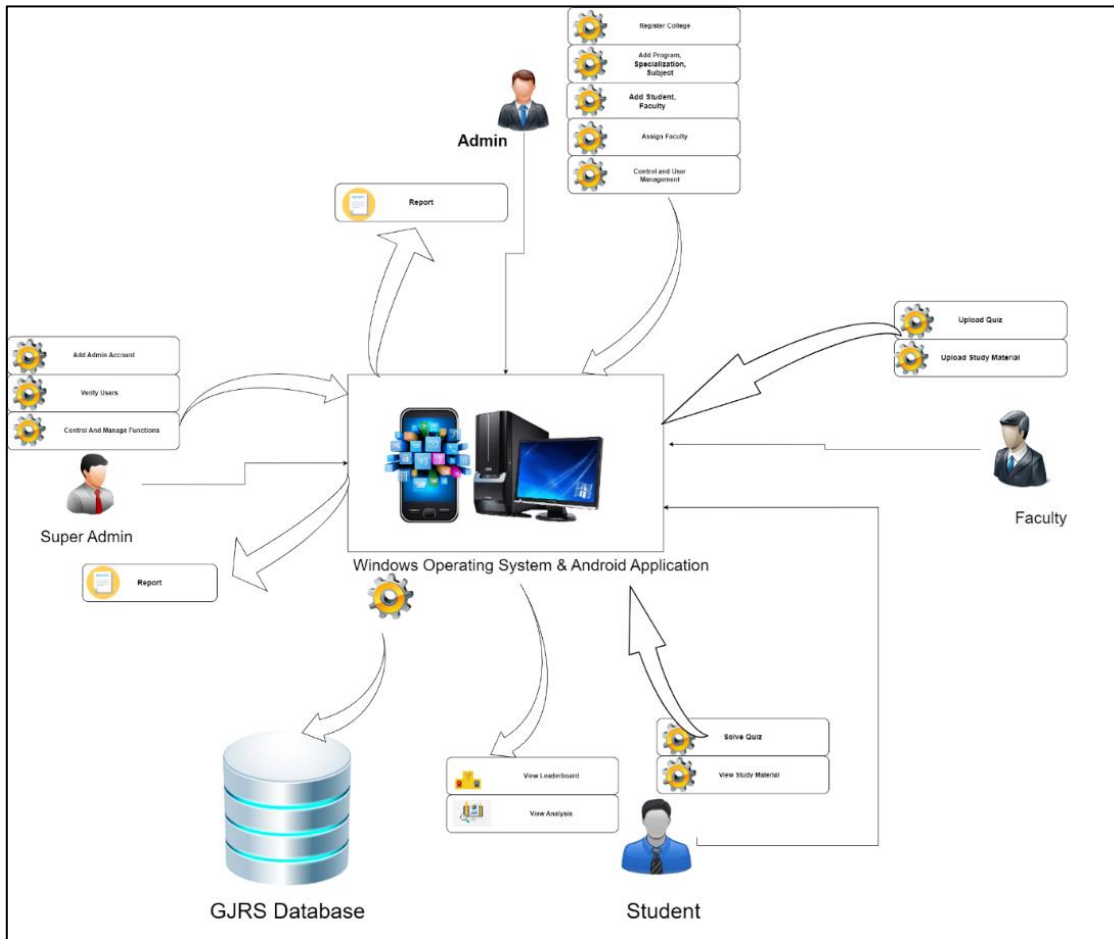 Register College
Add Program,
Specialization,
Subject
Add Student,
Faculty
Assign Faculty
Control and User
Management
Admin
Report
Upload Quiz
Upload Study Material
Add Admin Account
Verify Users
Control And Manage Functions
Super Admin
Faculty
Report
Windows Operating System & Android Application
Solve Quiz
View Study Material
View Leaderboard
View Analysis
GJRS Database
Student